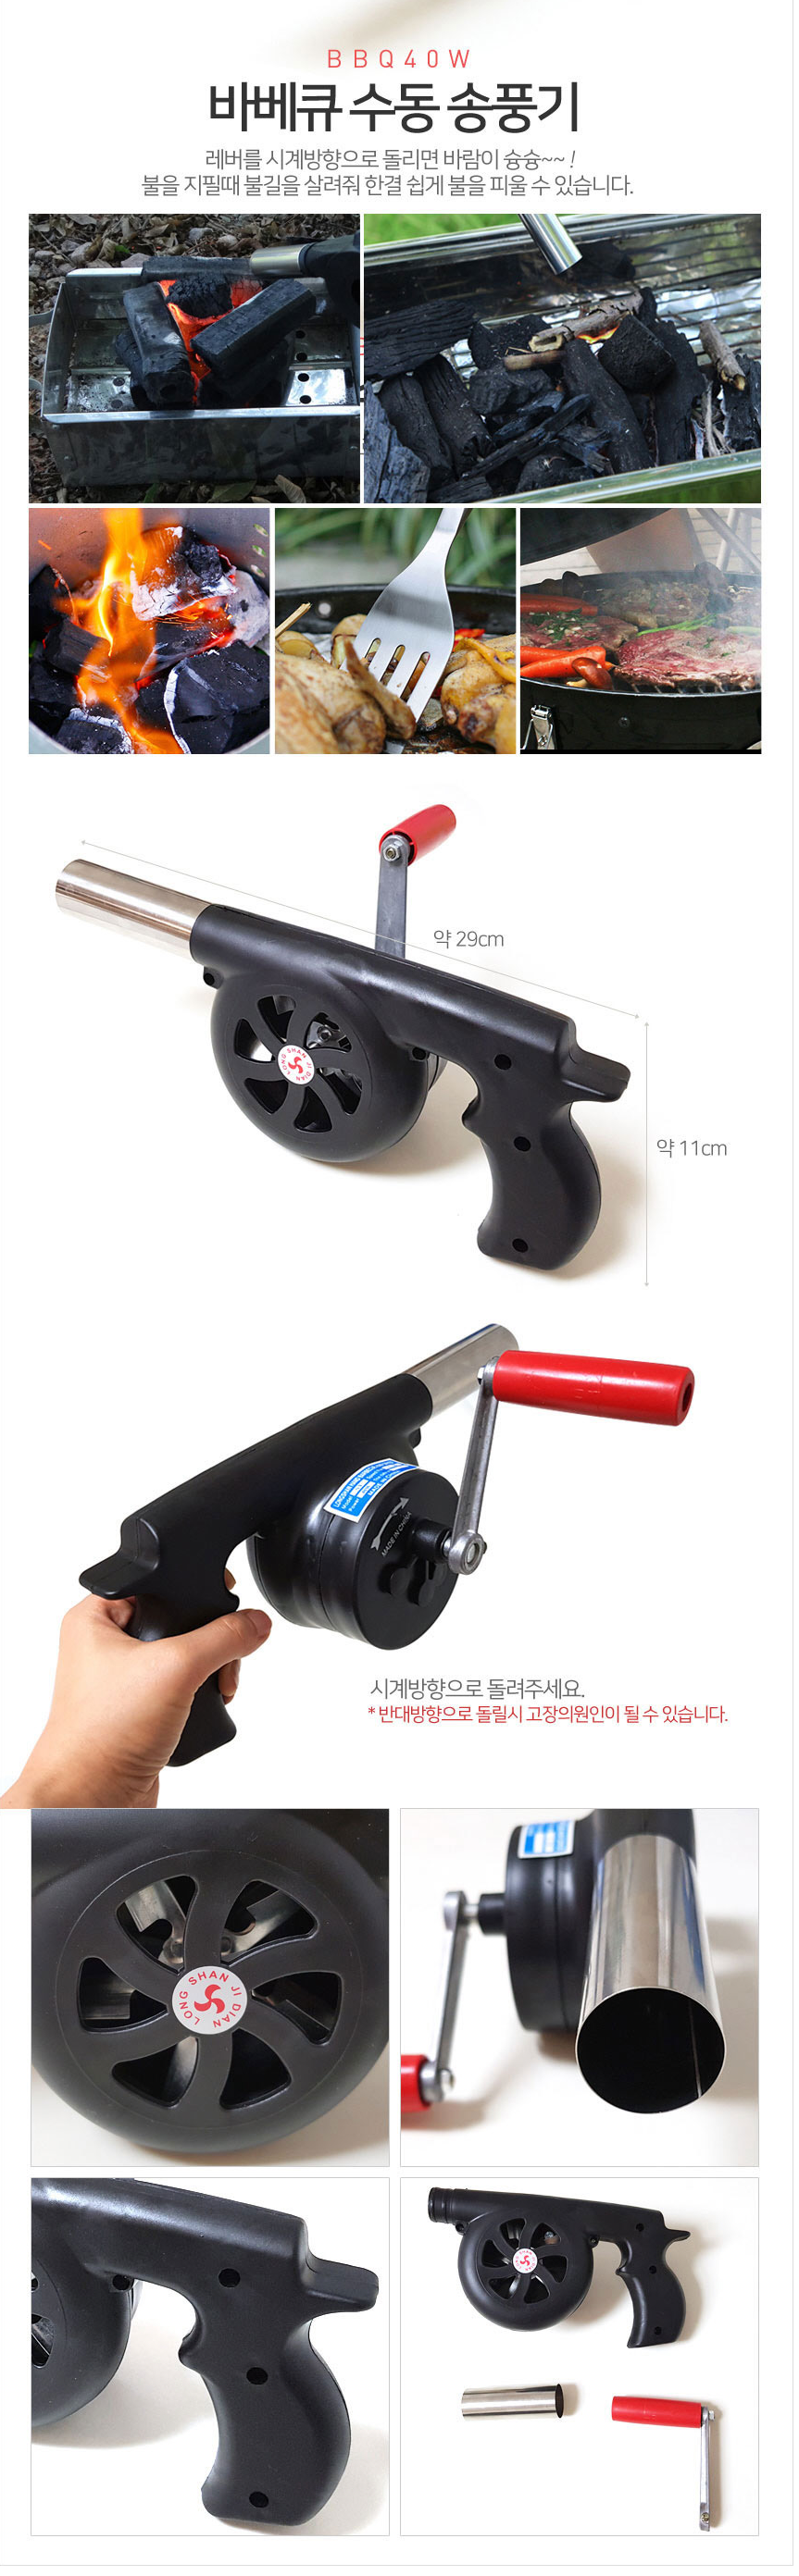 BBQ40W
바베큐 수동 송풍기
레버를 시계방향으로 돌리면 바람이 슝슝~~ !
불을 지필때 불길을 살려줘 한결 쉽게 불을 피울 수 있습니다.
약 29cm
LONG SHAN JI DIAN
약 11cm
MADE IN CHINA
시계방향으로 돌려주세요.
* 반대방향으로 돌릴시 고장의원인이 될 수 있습니다.
LONG SHAN JI DIAN